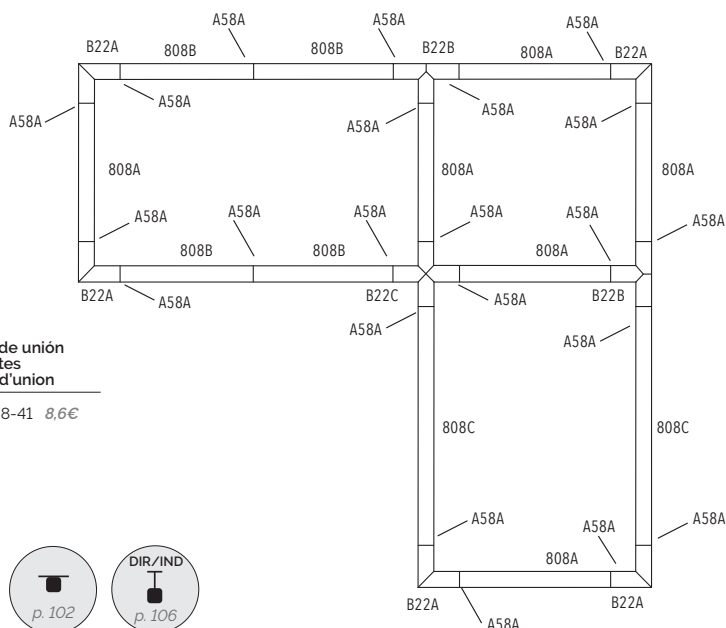 A58A
A58A
A58A
B22A
808B
808B
B22B
808A
B22A
A58A
A58A
A58A
A58A
A58A
A58A
808A
808A
808A
A58A
A58A
A58A
A58A
A58A
A58A
808B
808B
808A
B22A
A58A
B22C
A58A
B22B
A58A
A58A
de unión
tes
d'union
8-41 8,6€
808C
808C
A58A
A58A
A58A
808A
DIR/IND
p. 102
p. 106
B22A
B22A
A58A